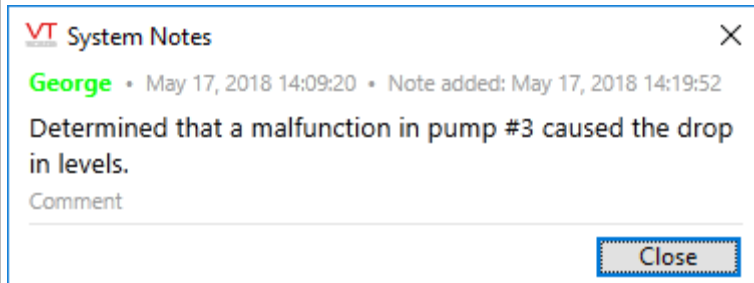 VT System Notes
George • May 17, 2018 14:09:20 • Note added: May 17, 2018 14:19:52
Determined that a malfunction in pump #3 caused the drop
in levels.
Comment
Close